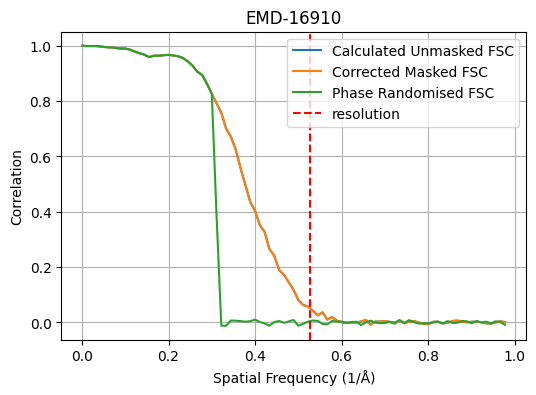 EMD-16910
1.0
0.8
0.6
0.4
0.2
0.0
Correlation
Calculated Unmasked FSC
Corrected Masked FSC
Phase Randomised FSC
resolution
0.0 0.2 0.4 0.6 0.8 1.0
Spatial Frequency (1/Å)